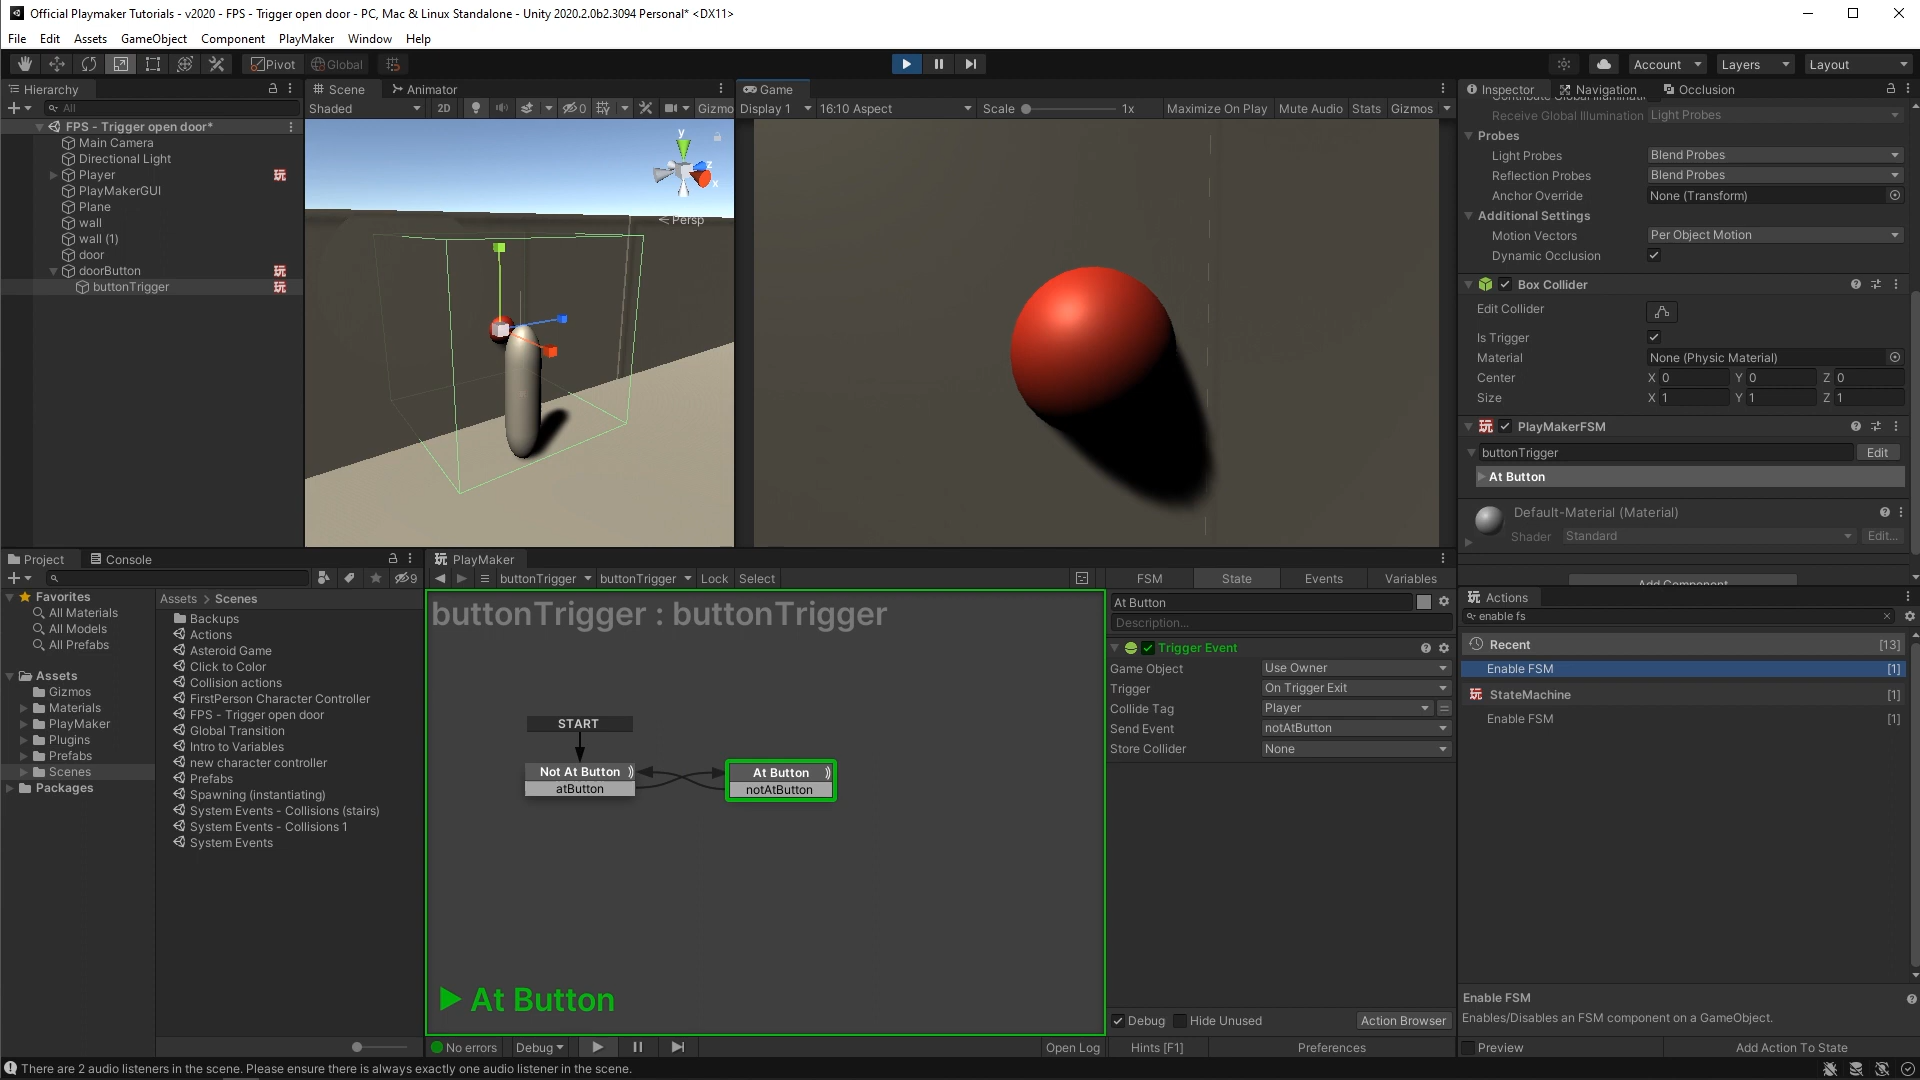 Official Playmaker Tutorials - v2020 - FPS - Trigger open door - PC, Mac & Linux Standalone - Unity 2020.2.0b2.3094 Personal* <DX11>
File Edit Assets GameObject Component PlayMaker Window Help
Pivot Global Account Layers Layout
Hierarchy
All
FPS - Trigger open door*
Main Camera
Directional Light
Player
PlayMakerGUI
Plane
wall
wall (1)
door
doorButton
buttonTrigger
Scene Animator
Shaded 2D 0 Gizmo
y
z
x
Persp
Game
Display 1 16:10 Aspect Scale 1x Maximize On Play Mute Audio Stats Gizmos
Inspector Navigation Occlusion
Receive Global Illumination Light Probes
Probes
Light Probes Blend Probes
Reflection Probes Blend Probes
Anchor Override None (Transform)
Additional Settings
Motion Vectors Per Object Motion
Dynamic Occlusion
Box Collider
Edit Collider
Is Trigger
Material None (Physic Material)
Center X 0 Y 0 Z 0
Size X 1 Y 1 Z 1
PlayMakerFSM
buttonTrigger Edit
At Button
Default-Material (Material)
Shader Standard Edit...
Add Component
Project Console
9
Favorites
All Materials
All Models
All Prefabs
Assets
Gizmos
Materials
PlayMaker
Plugins
Prefabs
Scenes
Packages
Assets > Scenes
Backups
Actions
Asteroid Game
Click to Color
Collision actions
FirstPerson Character Controller
FPS - Trigger open door
Global Transition
Intro to Variables
new character controller
Prefabs
Spawning (instantiating)
System Events - Collisions (stairs)
System Events - Collisions 1
System Events
PlayMaker
buttonTrigger buttonTrigger Lock Select
buttonTrigger : buttonTrigger
START
Not At Button
atButton
At Button
notAtButton
At Button
No errors Debug Open Log
FSM State Events Variables
At Button
Description...
Trigger Event
Game Object Use Owner
Trigger On Trigger Exit
Collide Tag Player
Send Event notAtButton
Store Collider None
Debug Hide Unused Action Browser
Hints [F1] Preferences
Actions
enable fs
Recent [13]
Enable FSM [1]
StateMachine [1]
Enable FSM [1]
Enable FSM
Enables/Disables an FSM component on a GameObject.
Preview Add Action To State
There are 2 audio listeners in the scene. Please ensure there is always exactly one audio listener in the scene.